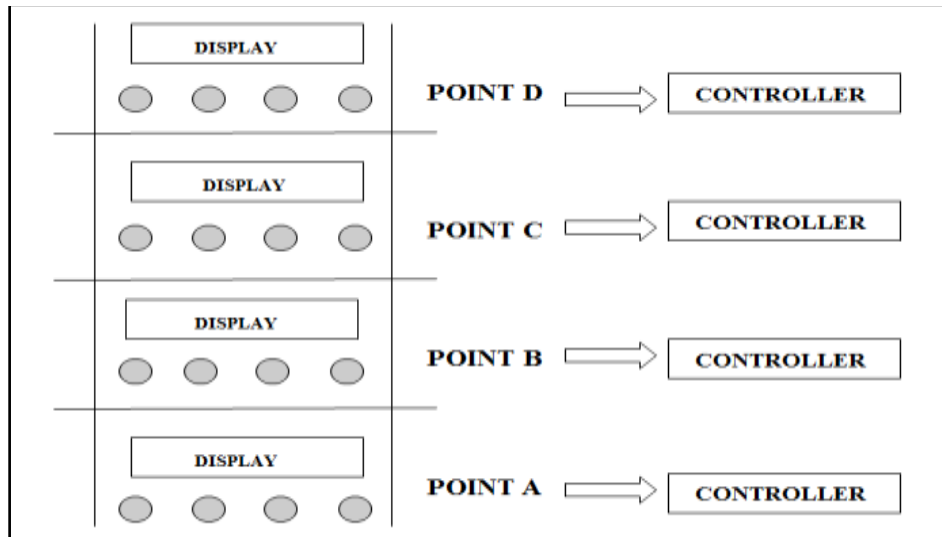 DISPLAY
POINT D
CONTROLLER
DISPLAY
POINT C
CONTROLLER
DISPLAY
POINT B
CONTROLLER
DISPLAY
POINT A
CONTROLLER